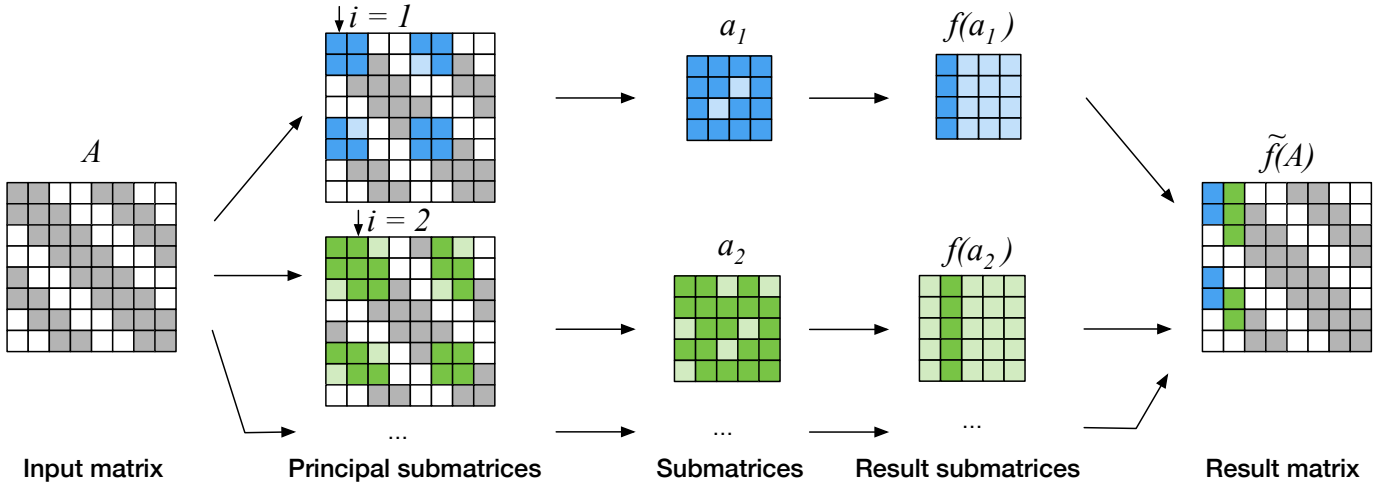 i = 1
a1
f(a1)
A
f̃(A)
i = 2
a2
f(a2)
...
...
...
Input matrix
Principal submatrices
Submatrices
Result submatrices
Result matrix